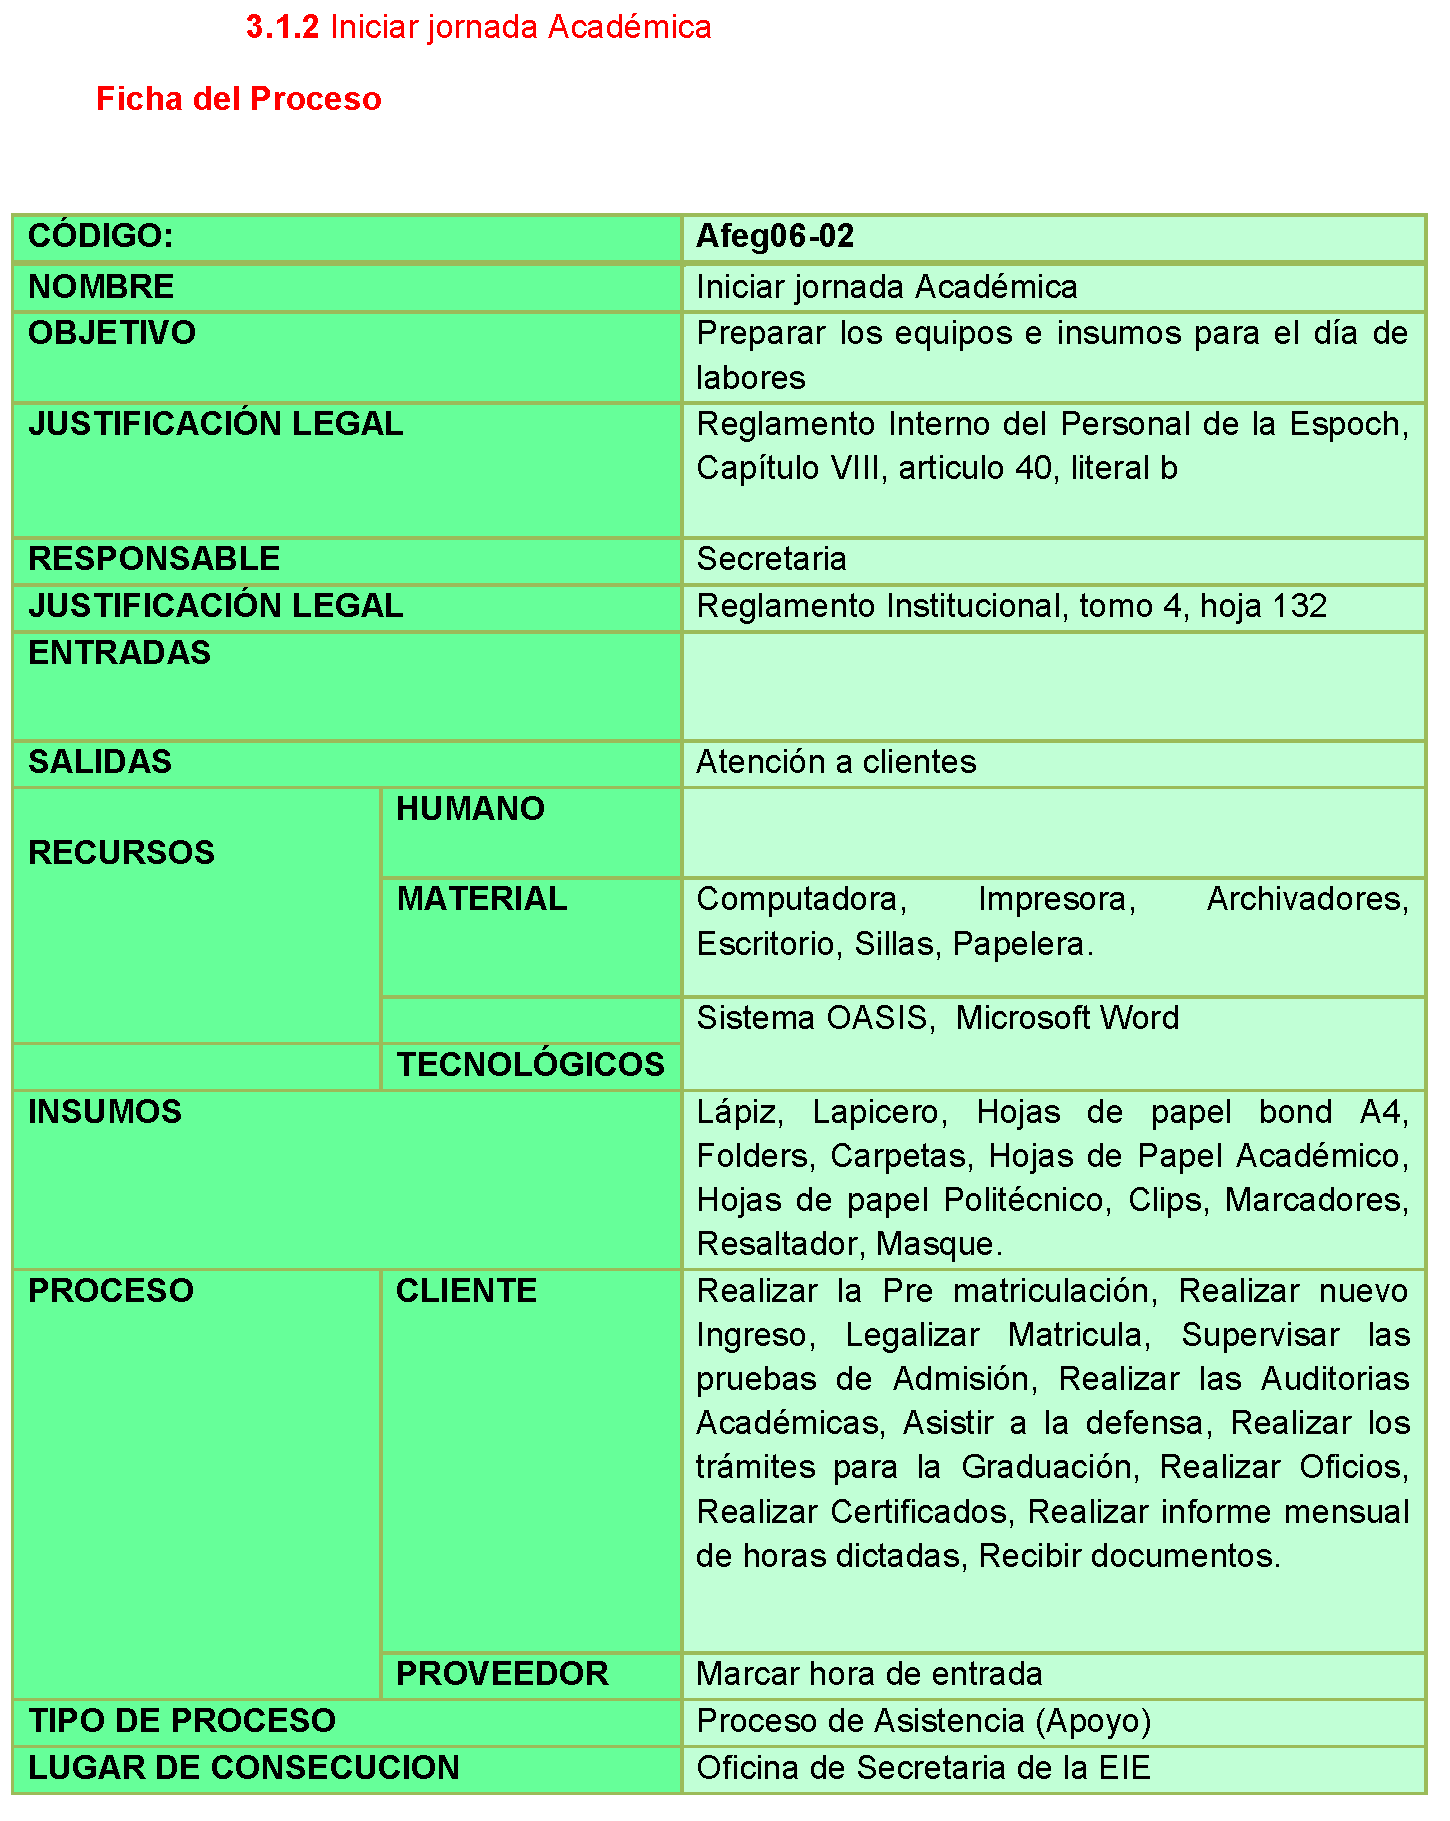 3.1.2 Iniciar jornada Académica
Ficha del Proceso
CÓDIGO: Afeg06-02
NOMBRE Iniciar jornada Académica
OBJETIVO Preparar los equipos e insumos para el día de
labores
JUSTIFICACIÓN LEGAL Reglamento Interno del Personal de la Espoch,
Capítulo VIII, articulo 40, literal b
RESPONSABLE Secretaria
JUSTIFICACIÓN LEGAL Reglamento Institucional, tomo 4, hoja 132
ENTRADAS
SALIDAS Atención a clientes
HUMANO
RECURSOS
MATERIAL Computadora, Impresora, Archivadores,
Escritorio, Sillas, Papelera.
Sistema OASIS, Microsoft Word
TECNOLÓGICOS
INSUMOS Lápiz, Lapicero, Hojas de papel bond A4,
Folders, Carpetas, Hojas de Papel Académico,
Hojas de papel Politécnico, Clips, Marcadores,
Resaltador, Masque.
PROCESO CLIENTE Realizar la Pre matriculación, Realizar nuevo
Ingreso, Legalizar Matricula, Supervisar las
pruebas de Admisión, Realizar las Auditorias
Académicas, Asistir a la defensa, Realizar los
trámites para la Graduación, Realizar Oficios,
Realizar Certificados, Realizar informe mensual
de horas dictadas, Recibir documentos.
PROVEEDOR Marcar hora de entrada
TIPO DE PROCESO Proceso de Asistencia (Apoyo)
LUGAR DE CONSECUCION Oficina de Secretaria de la EIE